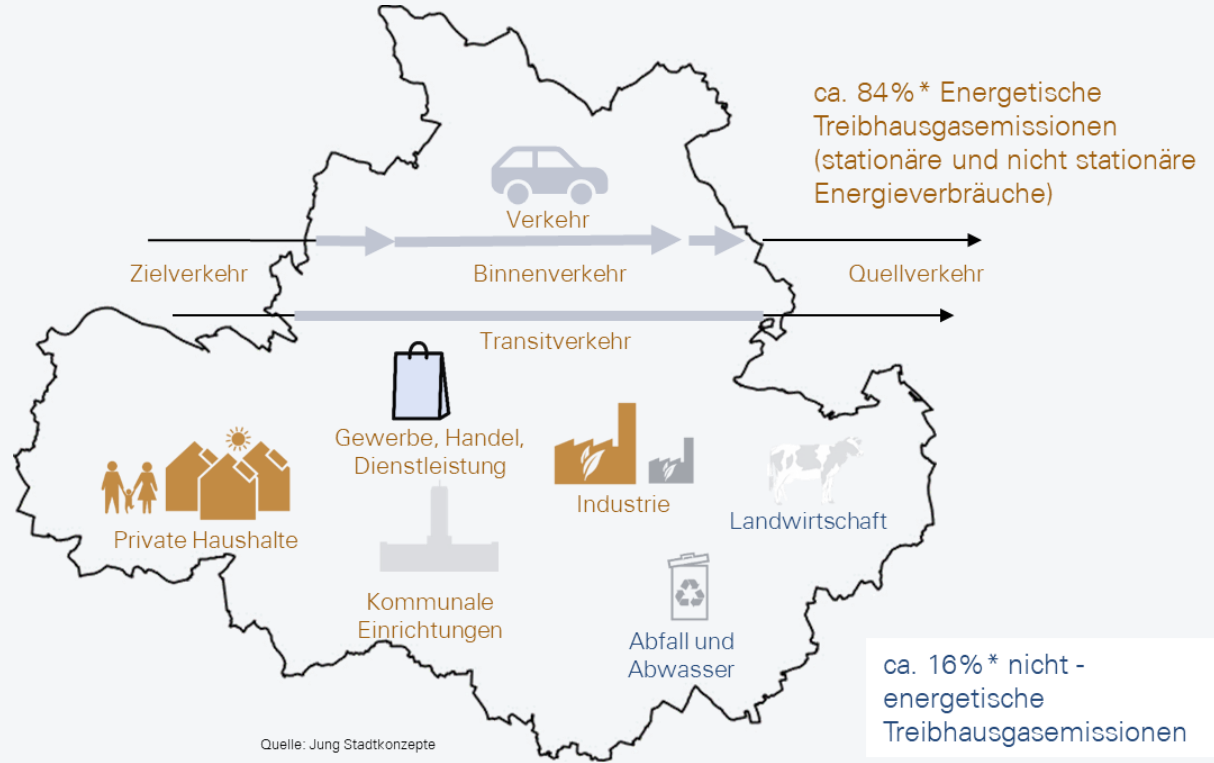 ca. 84%* Energetische
Treibhausgasemissionen
(stationäre und nicht stationäre
Energieverbräuche)
Verkehr
Zielverkehr
Binnenverkehr
Quellverkehr
Transitverkehr
Gewerbe, Handel,
Dienstleistung
Industrie
Landwirtschaft
Private Haushalte
Kommunale
Einrichtungen
Abfall und
Abwasser
ca. 16%* nicht -
energetische
Treibhausgasemissionen
Quelle: Jung Stadtkonzepte